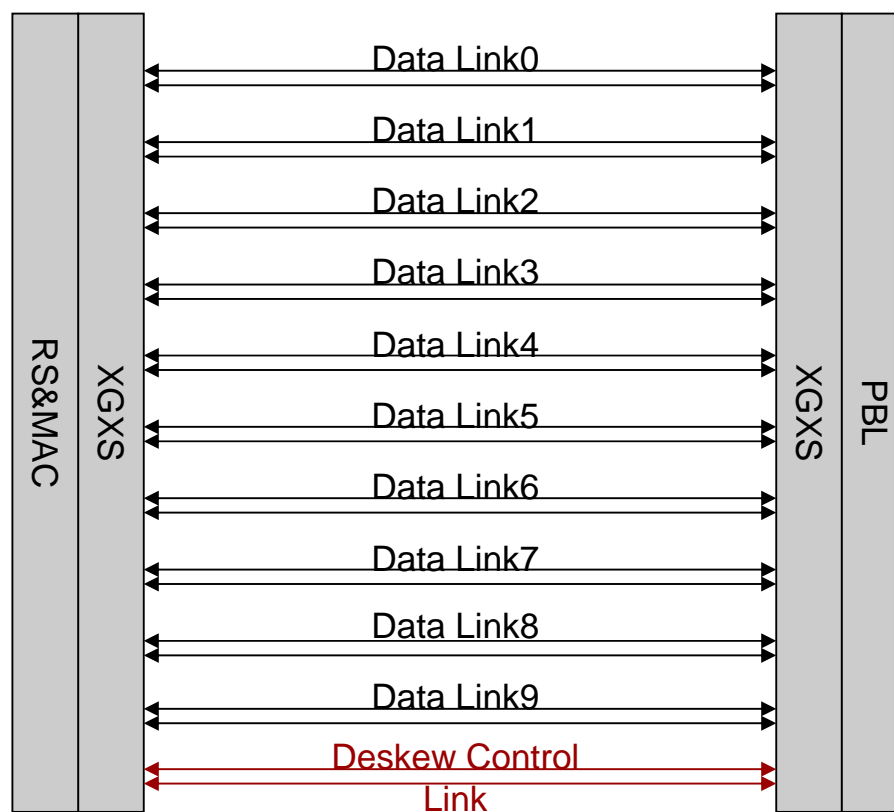 Data Link0
Data Link1
Data Link2
Data Link3
Data Link4
Data Link5
Data Link6
Data Link7
Data Link8
Data Link9
Deskew Control
Link
RS&MAC
XGXS
XGXS
PBL